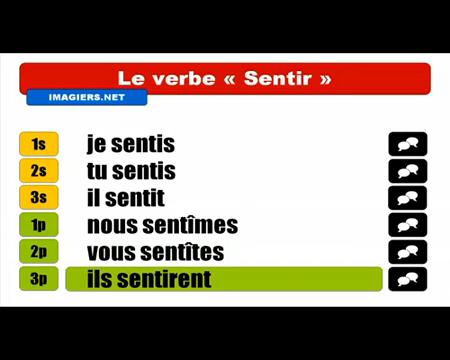 Le verbe « Sentir »
IMAGIERS.NET
1s je sentis
2s tu sentis
3s il sentit
1p nous sentîmes
2p vous sentîtes
3p ils sentirent